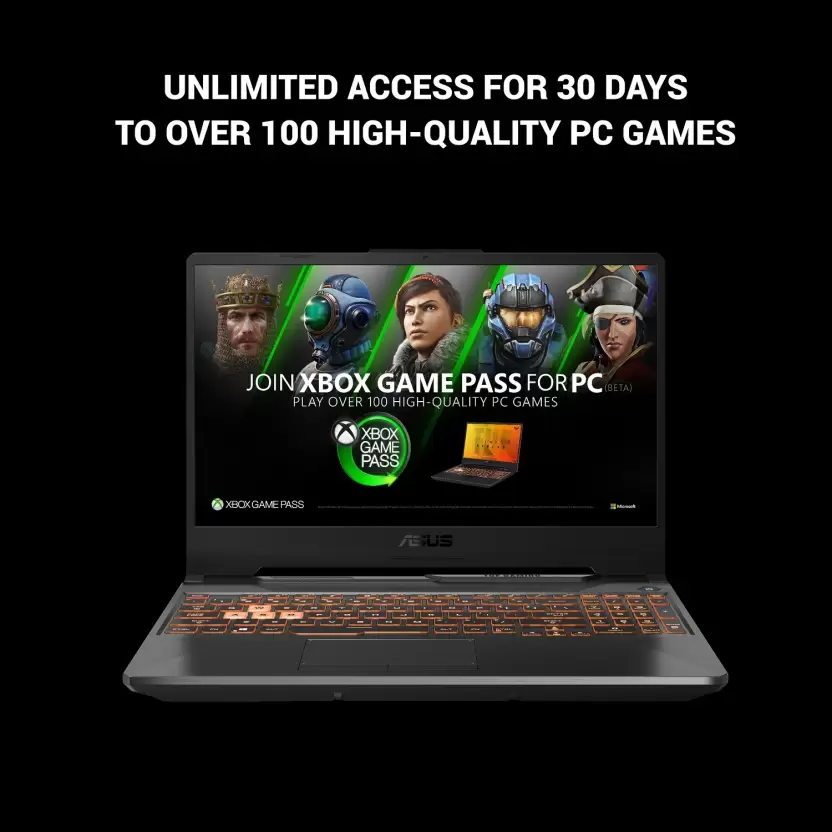 UNLIMITED ACCESS FOR 30 DAYS
TO OVER 100 HIGH-QUALITY PC GAMES
JOIN XBOX GAME PASS FOR PC (BETA)
PLAY OVER 100 HIGH-QUALITY PC GAMES
XBOX
GAME
PASS
XBOX GAME PASS
Microsoft
ASUS